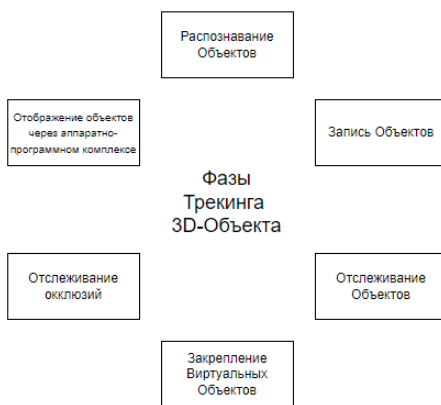 Распознавание
Объектов
Отображение объектов
через аппаратно-
программном комплексе
Запись Объектов
Фазы
Трекинга
3D-Объекта
Отслеживание
окклюзий
Отслеживание
Объектов
Закрепление
Виртуальных
Объектов